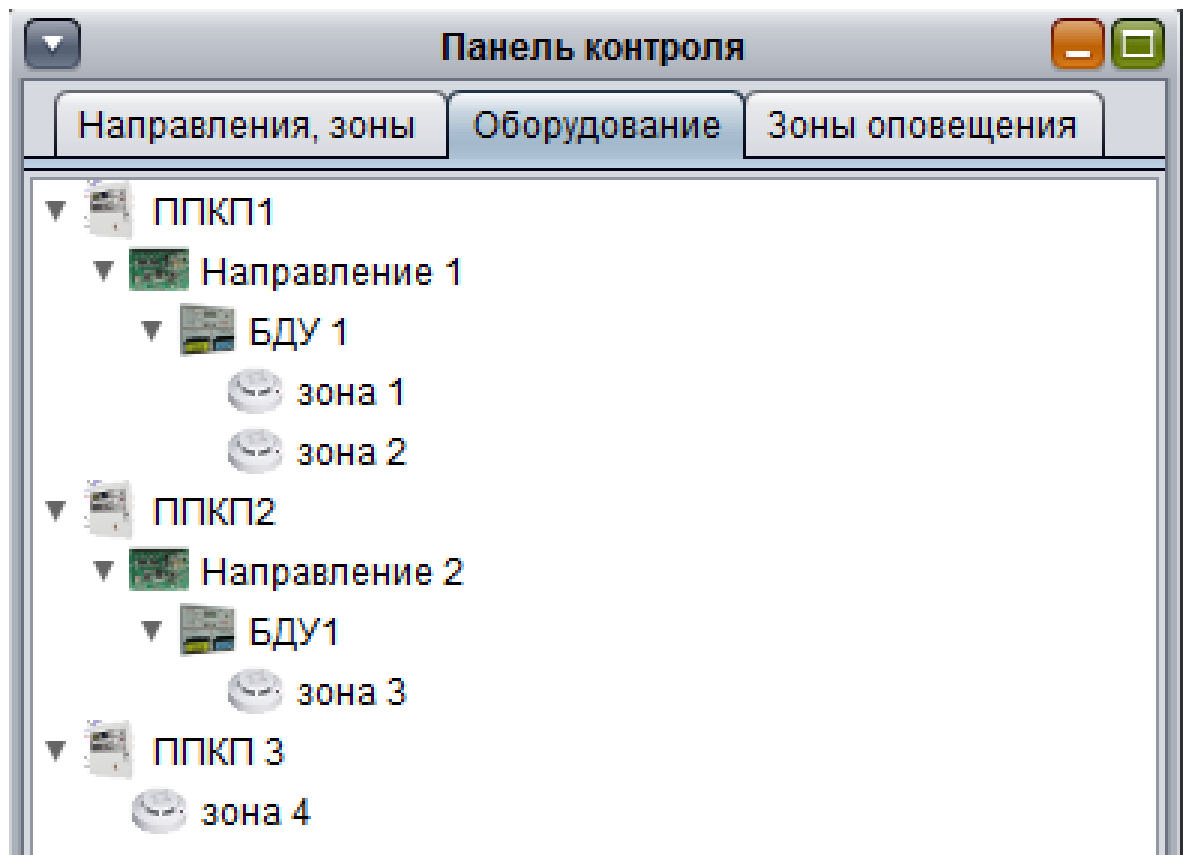 Панель контроля
Направления, зоны Оборудование Зоны оповещения
ППКП1
Направление 1
БДУ 1
зона 1
зона 2
ППКП2
Направление 2
БДУ1
зона 3
ППКП 3
зона 4